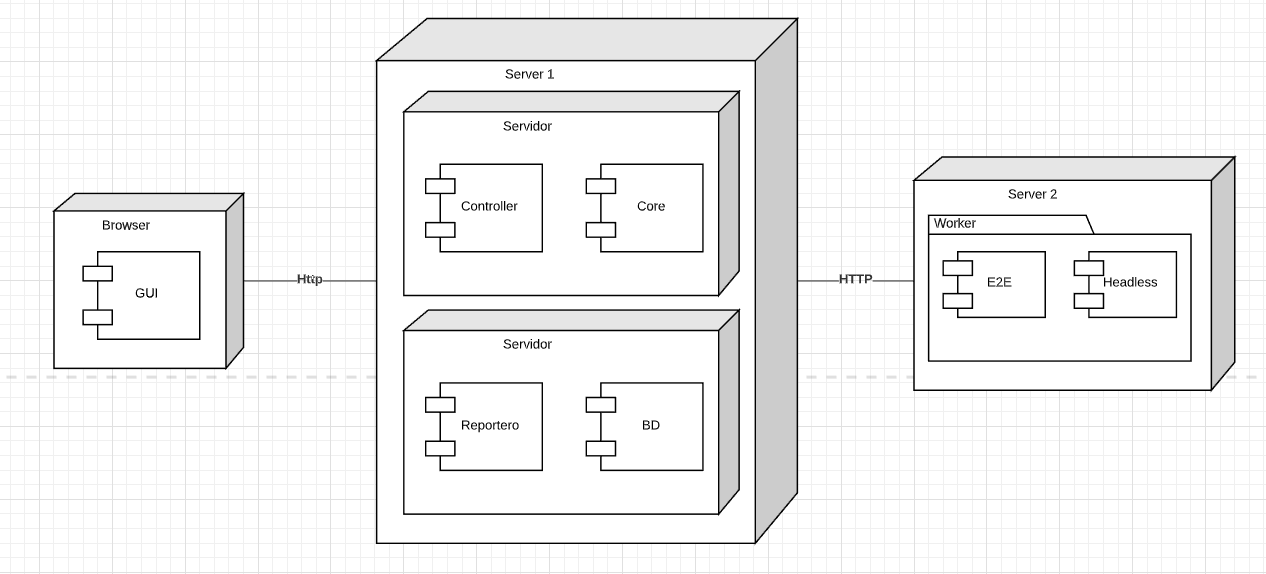 Server 1
Servidor
Controller
Core
Browser
GUI
Http
Servidor
Reportero
BD
HTTP
Server 2
Worker
E2E
Headless